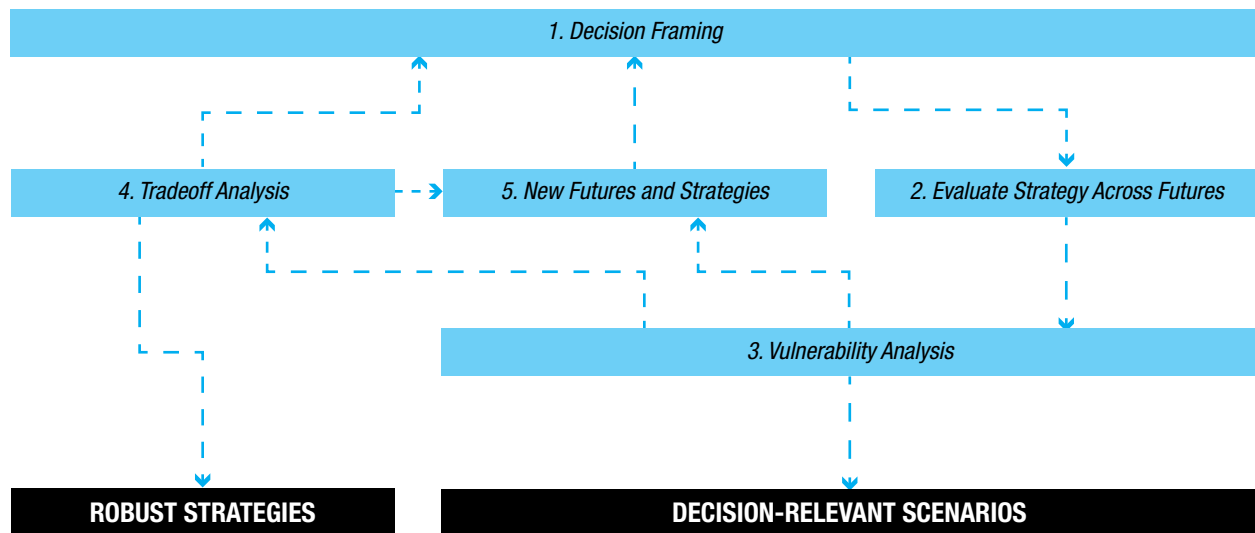 1. Decision Framing
4. Tradeoff Analysis
5. New Futures and Strategies
2. Evaluate Strategy Across Futures
3. Vulnerability Analysis
ROBUST STRATEGIES
DECISION-RELEVANT SCENARIOS